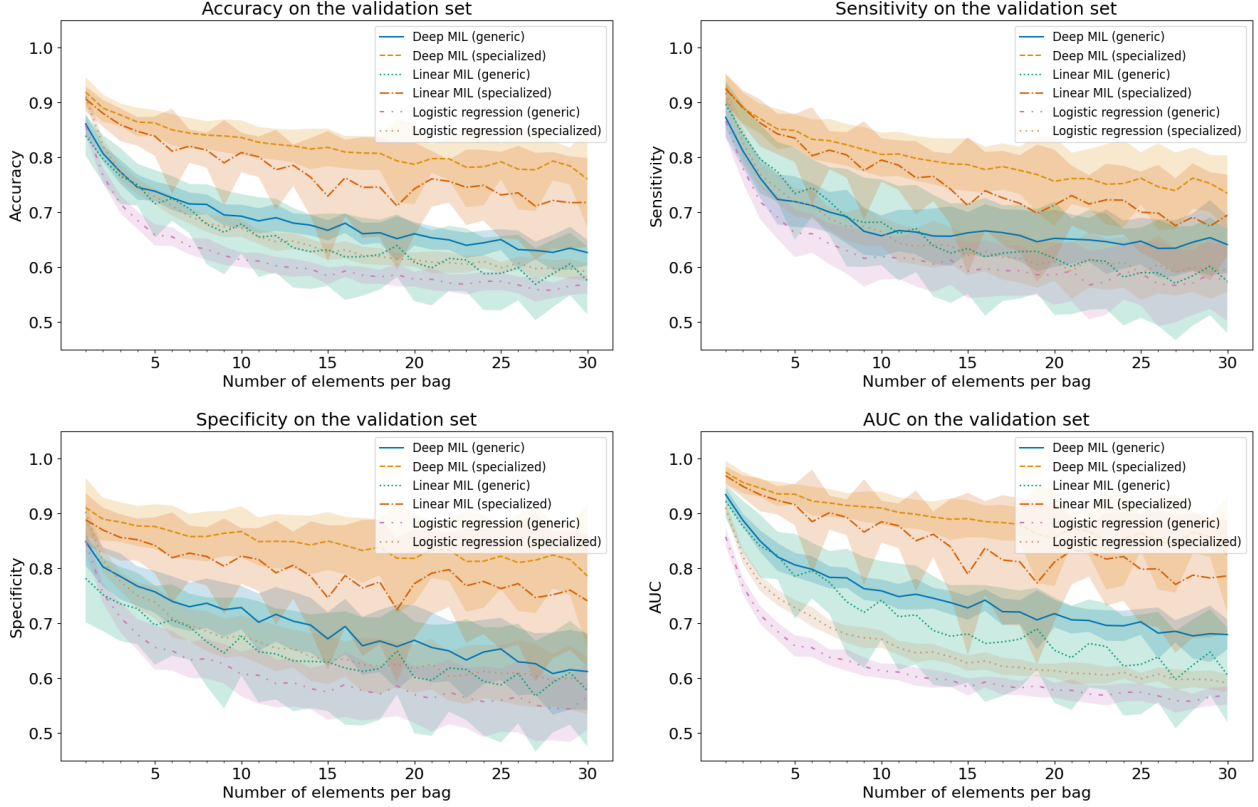 Accuracy on the validation set
Accuracy
1.0
0.9
0.8
0.7
0.6
0.5
Deep MIL (generic)
Deep MIL (specialized)
Linear MIL (generic)
Linear MIL (specialized)
Logistic regression (generic)
Logistic regression (specialized)
5 10 15 20 25 30
Number of elements per bag
Sensitivity on the validation set
Sensitivity
1.0
0.9
0.8
0.7
0.6
0.5
Deep MIL (generic)
Deep MIL (specialized)
Linear MIL (generic)
Linear MIL (specialized)
Logistic regression (generic)
Logistic regression (specialized)
5 10 15 20 25 30
Number of elements per bag
Specificity on the validation set
Specificity
1.0
0.9
0.8
0.7
0.6
0.5
Deep MIL (generic)
Deep MIL (specialized)
Linear MIL (generic)
Linear MIL (specialized)
Logistic regression (generic)
Logistic regression (specialized)
5 10 15 20 25 30
Number of elements per bag
AUC on the validation set
AUC
1.0
0.9
0.8
0.7
0.6
0.5
Deep MIL (generic)
Deep MIL (specialized)
Linear MIL (generic)
Linear MIL (specialized)
Logistic regression (generic)
Logistic regression (specialized)
5 10 15 20 25 30
Number of elements per bag